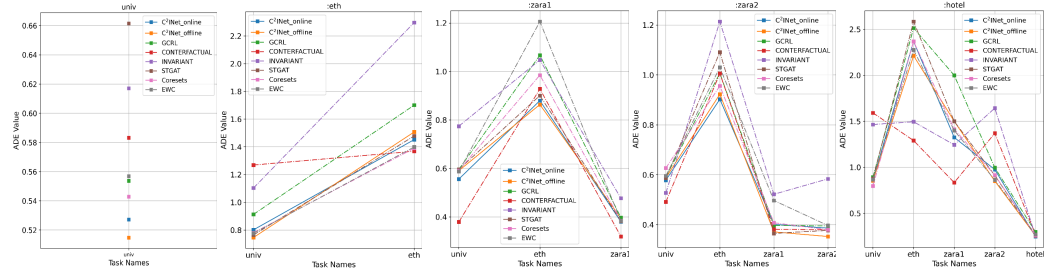 univ
ADE Value
0.66
0.64
0.62
0.60
0.58
0.56
0.54
0.52
univ
Task Names
C²INet_online
C²INet_offline
GCRL
CONTERFACTUAL
INVARIANT
STGAT
Coresets
EWC
:eth
ADE Value
2.2
2.0
1.8
1.6
1.4
1.2
1.0
0.8
univ
eth
Task Names
C²INet_online
C²INet_offline
GCRL
CONTERFACTUAL
INVARIANT
STGAT
Coresets
EWC
:zara1
ADE Value
1.2
1.0
0.8
0.6
0.4
univ
eth
zara1
Task Names
C²INet_online
C²INet_offline
GCRL
CONTERFACTUAL
INVARIANT
STGAT
Coresets
EWC
:zara2
ADE Value
1.2
1.0
0.8
0.6
0.4
univ
eth
zara1
zara2
Task Names
C²INet_online
C²INet_offline
GCRL
CONTERFACTUAL
INVARIANT
STGAT
Coresets
EWC
:hotel
ADE Value
2.5
2.0
1.5
1.0
0.5
univ
eth
zara1
zara2
hotel
Task Names
C²INet_online
C²INet_offline
GCRL
CONTERFACTUAL
INVARIANT
STGAT
Coresets
EWC